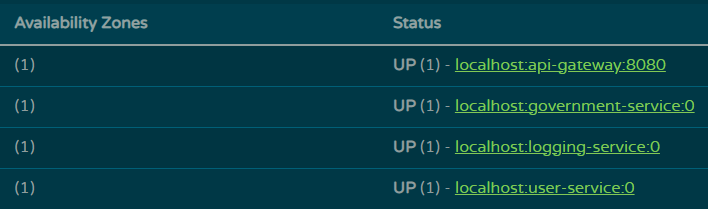 Availability Zones Status
(1) UP (1) - localhost:api-gateway:8080
(1) UP (1) - localhost:government-service:0
(1) UP (1) - localhost:logging-service:0
(1) UP (1) - localhost:user-service:0